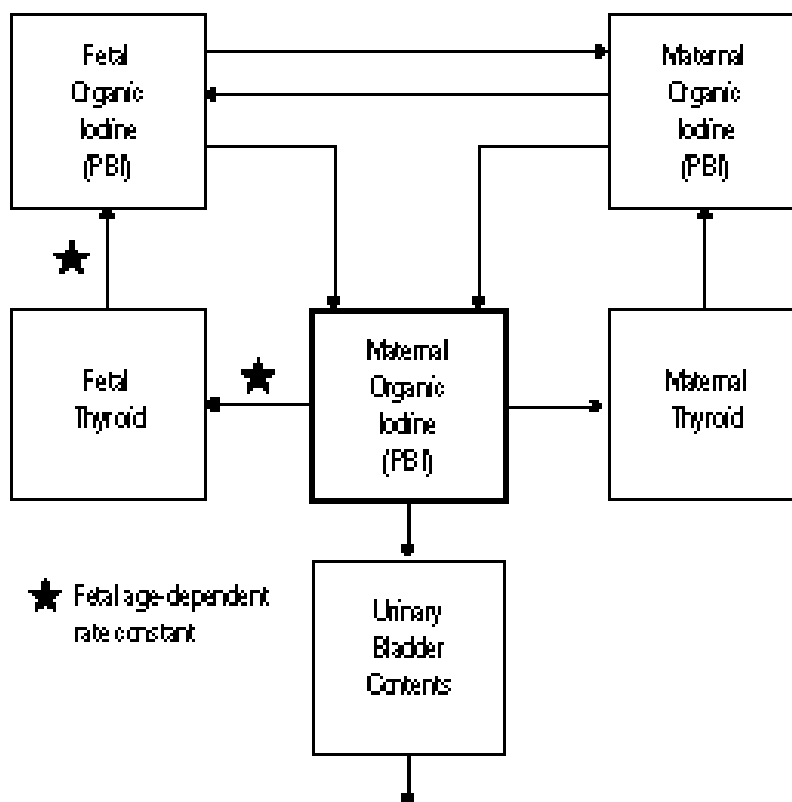 Fetal
Organic
Iodine
(PBI)
Maternal
Organic
Iodine
(PBI)
Fetal
Thyroid
Maternal
Organic
Iodine
(PBI)
Maternal
Thyroid
Fetal age-dependent
rate constant
Urinary
Bladder
Contents